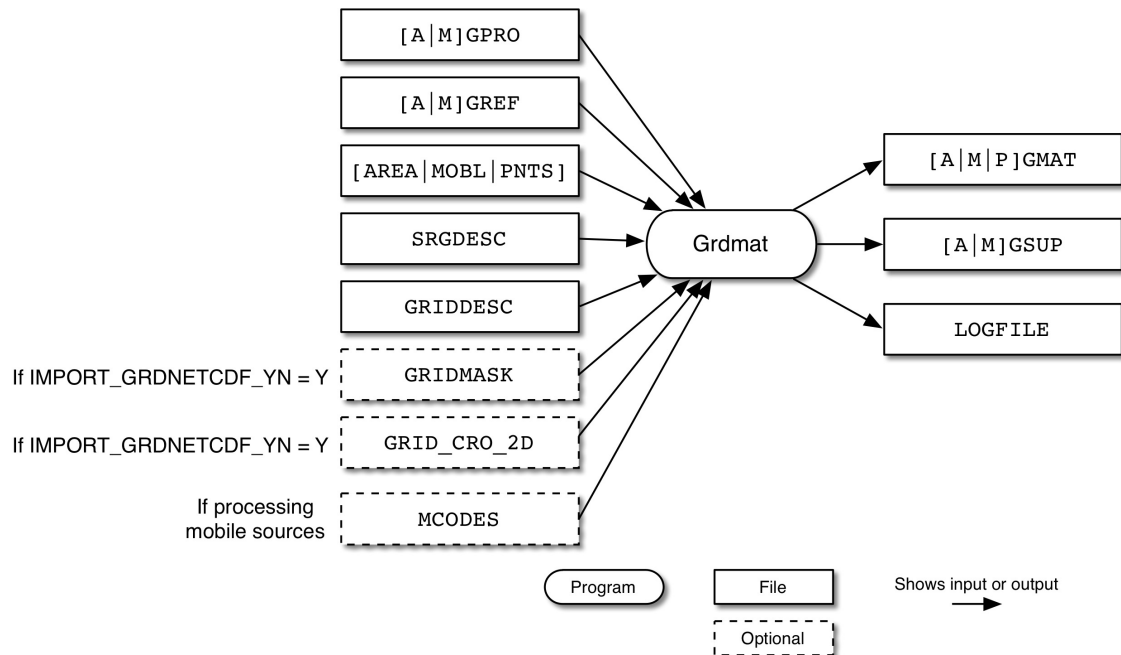 [A|M]GPRO
[A|M]GREF
[AREA|MOBL|PNTS]
SRGDESC
GRIDDESC
If IMPORT_GRDNETCDF_YN = Y
GRIDMASK
If IMPORT_GRDNETCDF_YN = Y
GRID_CRO_2D
If processing
mobile sources
MCODES
Grdmat
[A|M|P]GMAT
[A|M]GSUP
LOGFILE
Program
File
Shows input or output
Optional